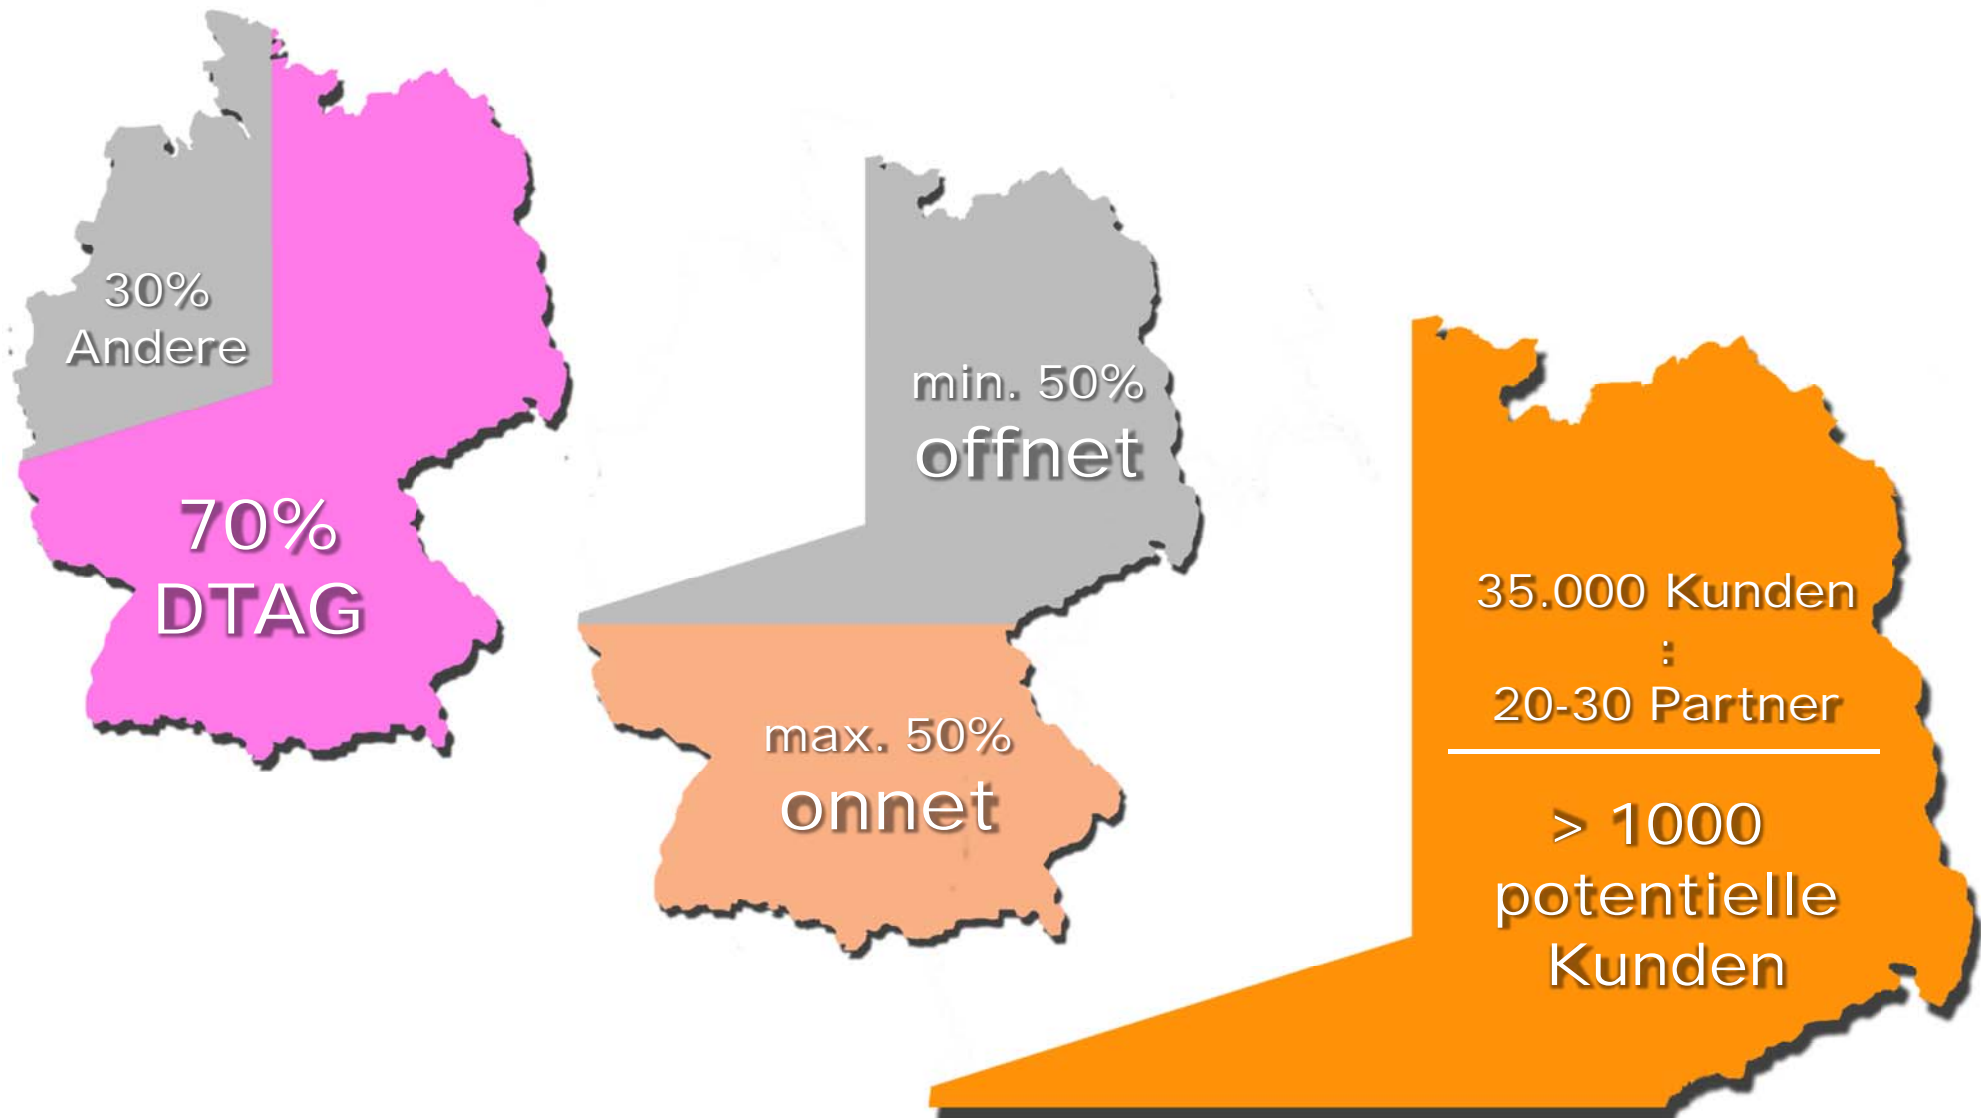 30%
Andere
70%
DTAG
min. 50%
offnet
max. 50%
onnet
35.000 Kunden
:
20-30 Partner
> 1000
potentielle
Kunden